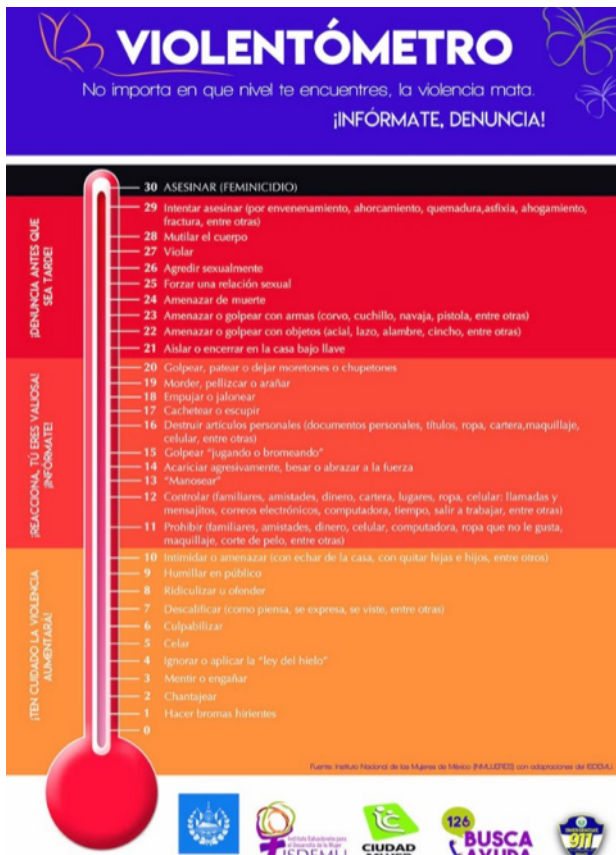 VIOLENTÓMETRO
No importa en que nivel te encuentres, la violencia mata.
¡INFÓRMATE, DENUNCIA!
¡DENUNCIA ANTES QUE
SEA TARDE!
30 ASESINAR (FEMINICIDIO)
29 Intentar asesinar (por envenenamiento, ahorcamiento, quemadura,asfixia, ahogamiento,
fractura, entre otras)
28 Mutilar el cuerpo
27 Violar
26 Agredir sexualmente
25 Forzar una relación sexual
24 Amenazar de muerte
23 Amenazar o golpear con armas (corvo, cuchillo, navaja, pistola, entre otras)
22 Amenazar o golpear con objetos (acial, lazo, alambre, cincho, entre otras)
21 Aislar o encerrar en la casa bajo llave
¡REACCIONA, TÚ ERES VALIOSA!
¡INFÓRMATE!
20 Golpear, patear o dejar moretones o chupetones
19 Morder, pellizcar o arañar
18 Empujar o jalonear
17 Cachetear o escupir
16 Destruir artículos personales (documentos personales, títulos, ropa, cartera,maquillaje,
celular, entre otras)
15 Golpear "jugando o bromeando"
14 Acariciar agresivamente, besar o abrazar a la fuerza
13 "Manosear"
12 Controlar (familiares, amistades, dinero, cartera, lugares, ropa, celular: llamadas y
mensajitos, correos electrónicos, computadora, tiempo, salir a trabajar, entre otras)
11 Prohibir (familiares, amistades, dinero, celular, computadora, ropa que no le gusta,
maquillaje, corte de pelo, entre otras)
¡TEN CUIDADO LA VIOLENCIA
AUMENTARÁ!
10 Intimidar o amenazar (con echar de la casa, con quitar hijas e hijos, entre otros)
9 Humillar en público
8 Ridiculizar u ofender
7 Descalificar (como piensa, se expresa, se viste, entre otras)
6 Culpabilizar
5 Celar
4 Ignorar o aplicar la "ley del hielo"
3 Mentir o engañar
2 Chantajear
1 Hacer bromas hirientes
0
Fuente: Instituto Nacional de las Mujeres de México (INMUJERES) con adaptaciones del ISDEMU.
Instituto Salvadoreño para
el Desarrollo de la Mujer
ISDEMU
CIUDAD
MUJER
126
BUSCA
AYUDA
911